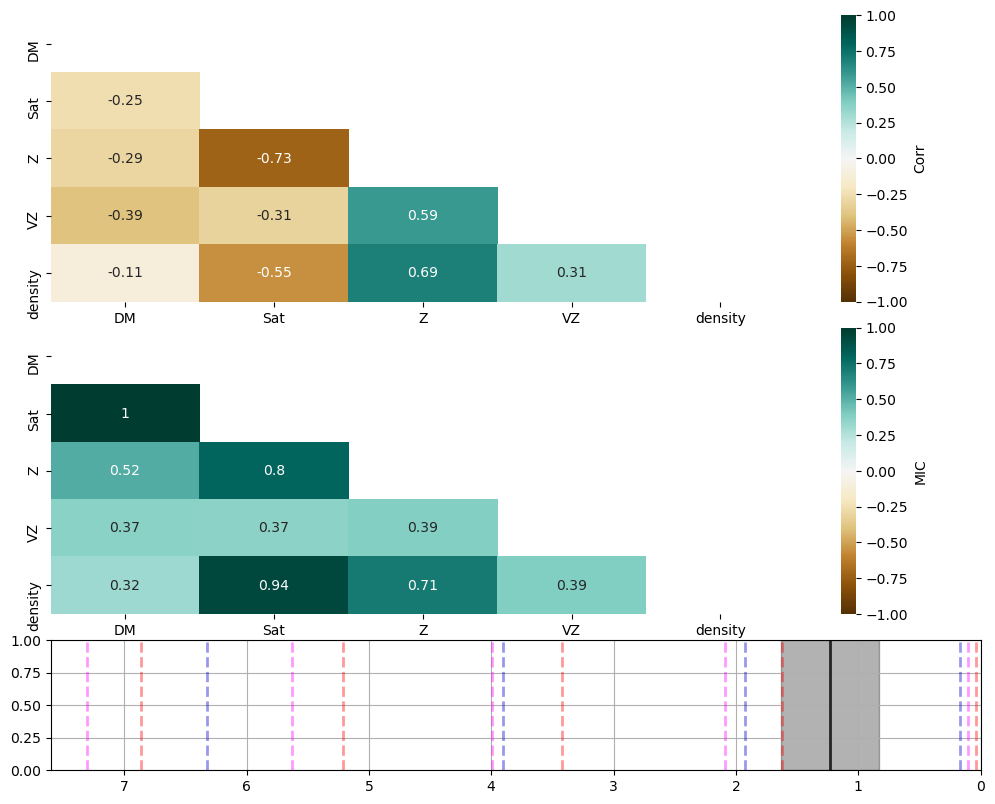 DM
Sat
Z
VZ
density
-0.25
-0.29 -0.73
-0.39 -0.31 0.59
-0.11 -0.55 0.69 0.31
DM Sat Z VZ density
1.00
0.75
0.50
0.25
0.00
−0.25
−0.50
−0.75
−1.00
Corr
DM
Sat
Z
VZ
density
1
0.52 0.8
0.37 0.37 0.39
0.32 0.94 0.71 0.39
DM Sat Z VZ density
1.00
0.75
0.50
0.25
0.00
−0.25
−0.50
−0.75
−1.00
MIC
1.00
0.75
0.50
0.25
0.00
7 6 5 4 3 2 1 0